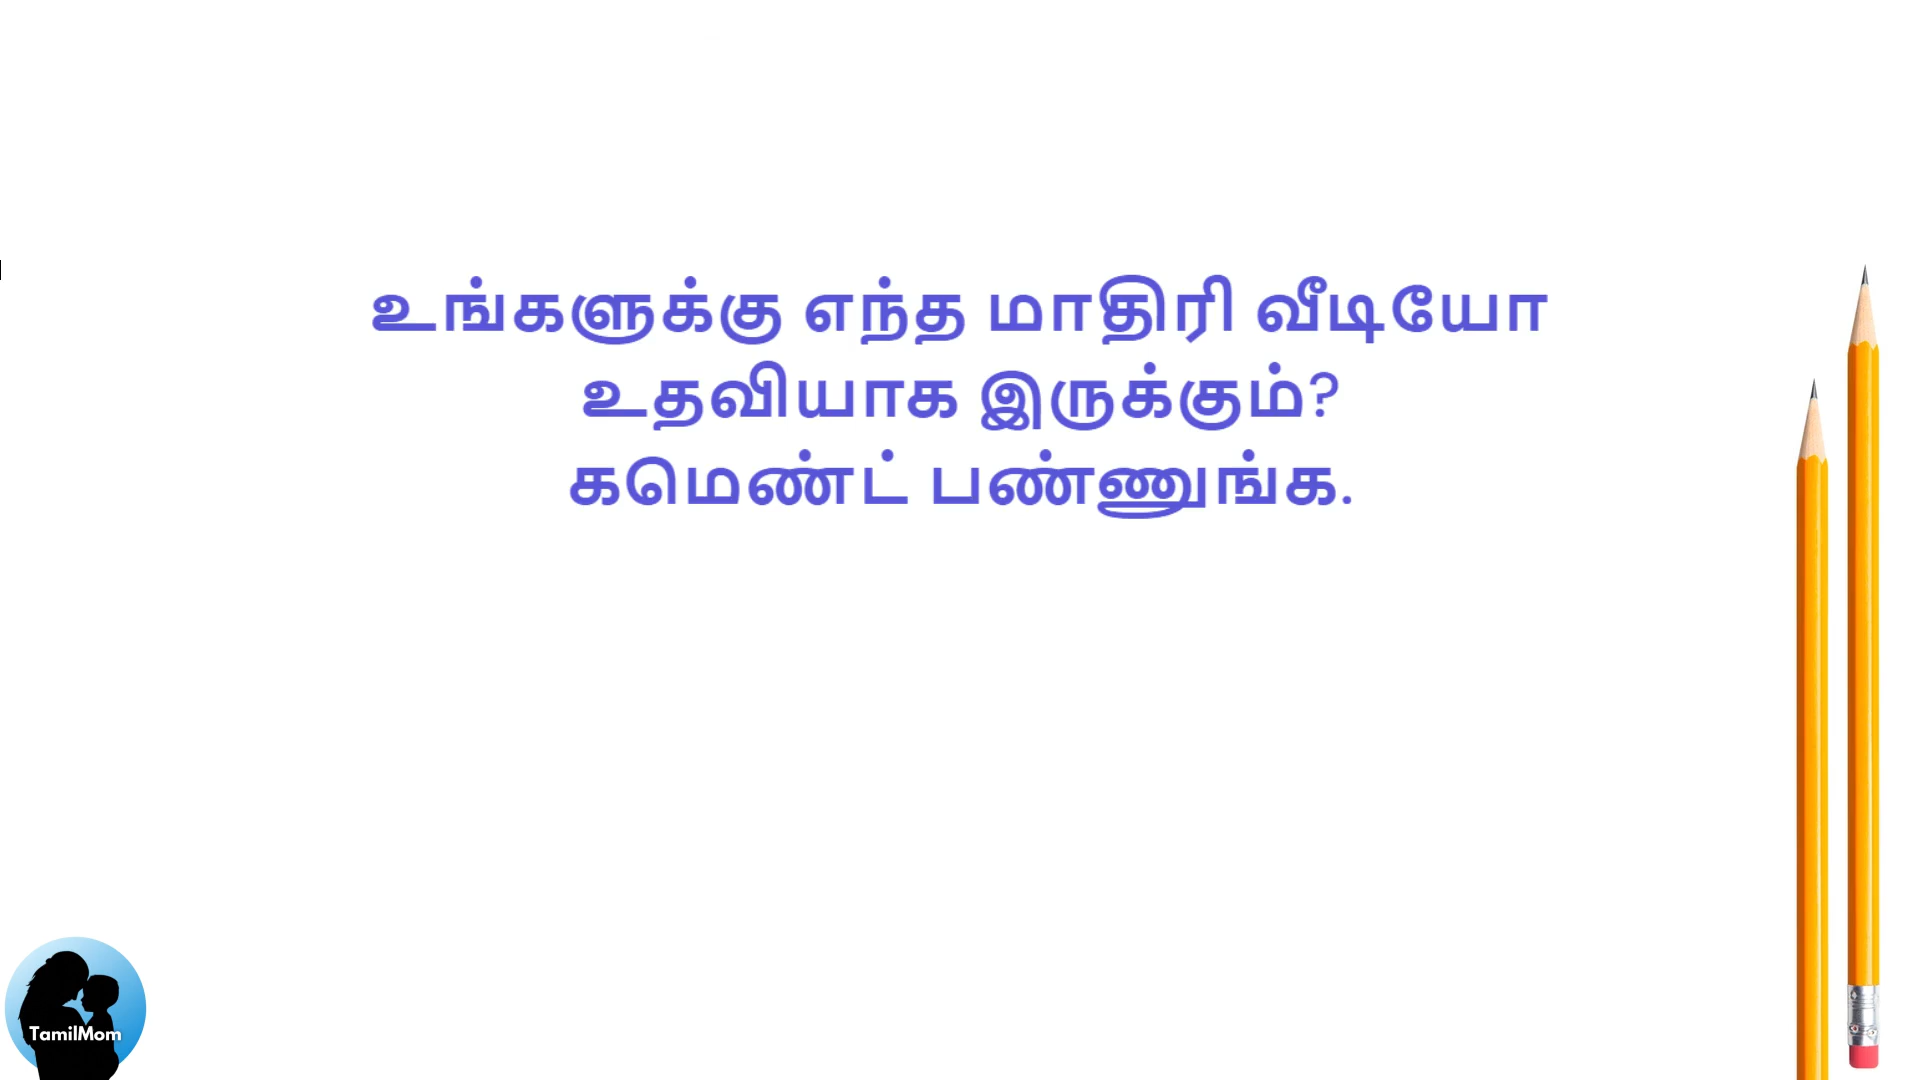 உங்களுக்கு எந்த மாதிரி வீடியோ
உதவியாக இருக்கும்?
கமெண்ட் பண்ணுங்க.
TamilMom